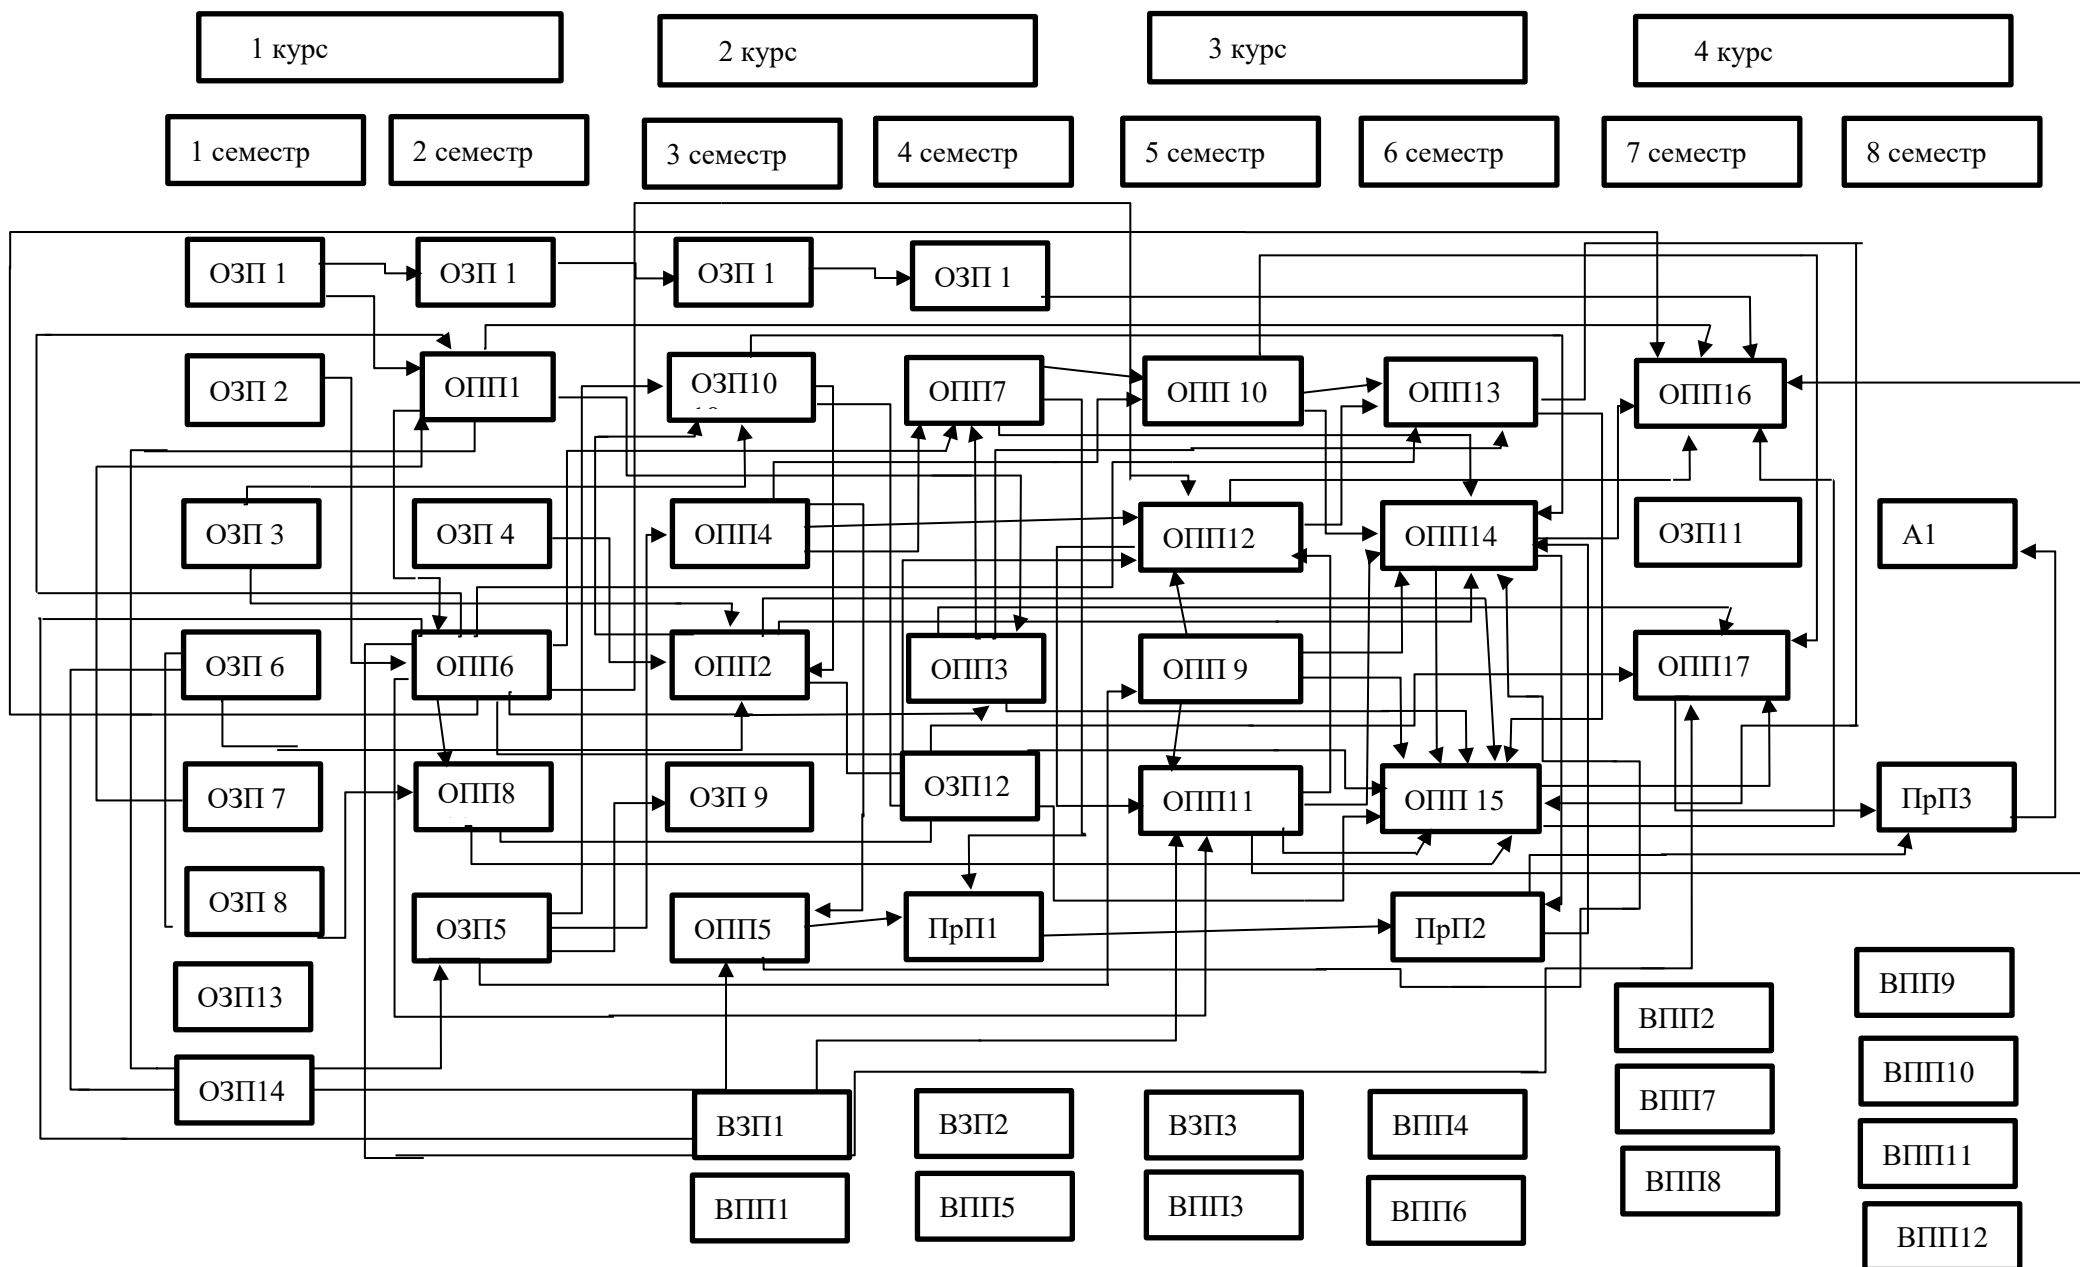 1 курс
2 курс
3 курс
4 курс
1 семестр
2 семестр
3 семестр
4 семестр
5 семестр
6 семестр
7 семестр
8 семестр
ОЗП 1
ОЗП 1
ОЗП 1
ОЗП 1
ОЗП 2
ОПП1
ОЗП10
ОПП7
ОПП 10
ОПП13
ОПП16
ОЗП 3
ОЗП 4
ОПП4
ОПП12
ОПП14
ОЗП11
А1
ОЗП 6
ОПП6
ОПП2
ОПП3
ОПП 9
ОПП17
ОЗП 7
ОПП8
ОЗП 9
ОЗП12
ОПП11
ОПП 15
ПрП3
ОЗП 8
ОЗП5
ОПП5
ПрП1
ПрП2
ОЗП13
ВПП2
ВПП9
ОЗП14
ВЗП1
ВЗП2
ВЗП3
ВПП4
ВПП7
ВПП10
ВПП1
ВПП5
ВПП3
ВПП6
ВПП8
ВПП11
ВПП12